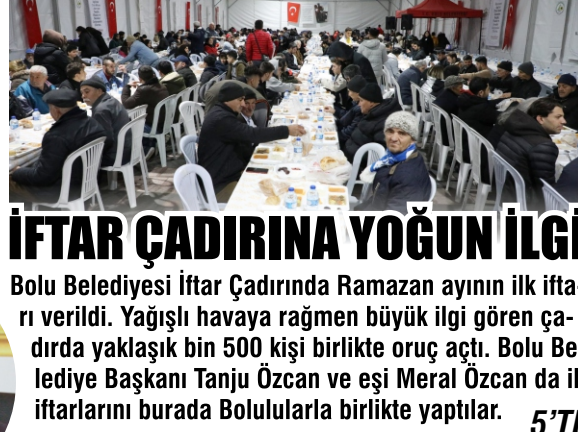 İFTAR ÇADIRINA YOĞUN İLGİ
Bolu Belediyesi İftar Çadırında Ramazan ayının ilk ifta-
rı verildi. Yağışlı havaya rağmen büyük ilgi gören ça-
dırda yaklaşık bin 500 kişi birlikte oruç açtı. Bolu Be
lediye Başkanı Tanju Özcan ve eşi Meral Özcan da il
iftarlarını burada Bolulularla birlikte yaptılar.